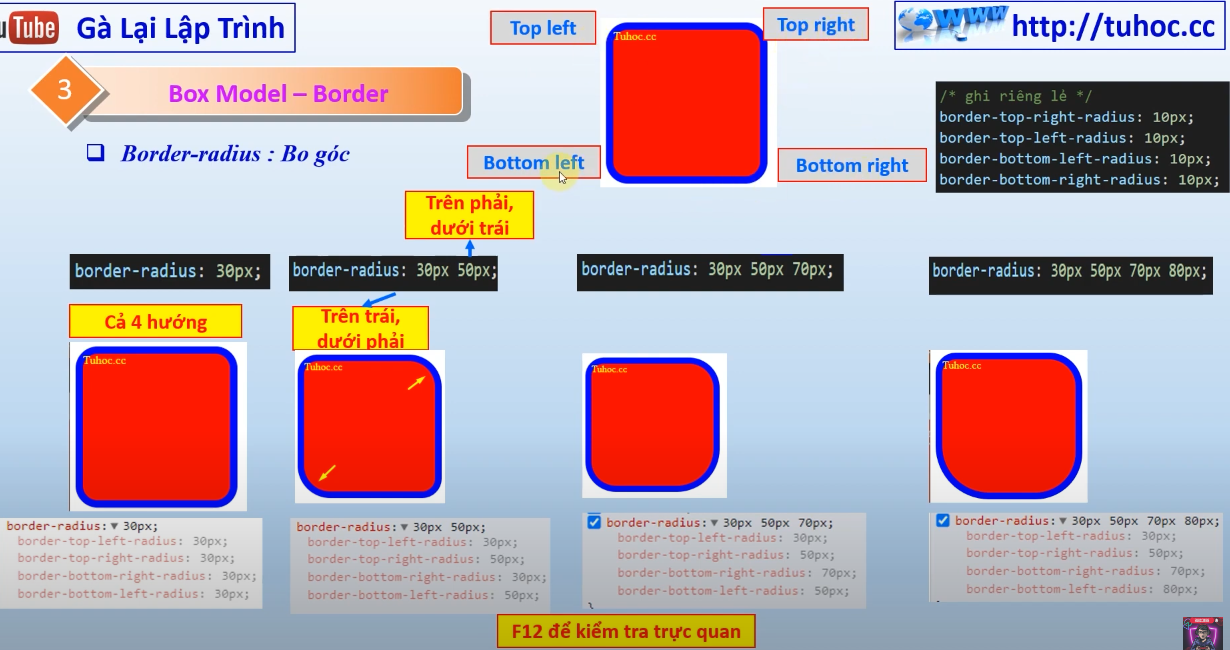 uTube Gà Lại Lập Trình
Top left
Top right
www
http://tuhoc.cc
Tuhoc.cc
3
Box Model – Border
❑ Border-radius : Bo góc
Bottom left
Bottom right
/* ghi riêng lẻ */
border-top-right-radius: 10px;
border-top-left-radius: 10px;
border-bottom-left-radius: 10px;
border-bottom-right-radius: 10px;
Trên phải,
dưới trái
border-radius: 30px;
border-radius: 30px 50px;
border-radius: 30px 50px 70px;
border-radius: 30px 50px 70px 80px;
Cả 4 hướng
Trên trái,
dưới phải
Tuhoc.cc
Tuhoc.cc
Tuhoc.cc
Tuhoc.cc
border-radius:▼ 30px;
border-top-left-radius: 30px;
border-top-right-radius: 30px;
border-bottom-right-radius: 30px;
border-bottom-left-radius: 30px;
border-radius:▼ 30px 50px;
border-top-left-radius: 30px;
border-top-right-radius: 50px;
border-bottom-right-radius: 30px;
border-bottom-left-radius: 50px;
border-radius:▼ 30px 50px 70px;
border-top-left-radius: 30px;
border-top-right-radius: 50px;
border-bottom-right-radius: 70px;
border-bottom-left-radius: 50px;
}
border-radius:▼ 30px 50px 70px 80px;
border-top-left-radius: 30px;
border-top-right-radius: 50px;
border-bottom-right-radius: 70px;
border-bottom-left-radius: 80px;
F12 để kiểm tra trực quan